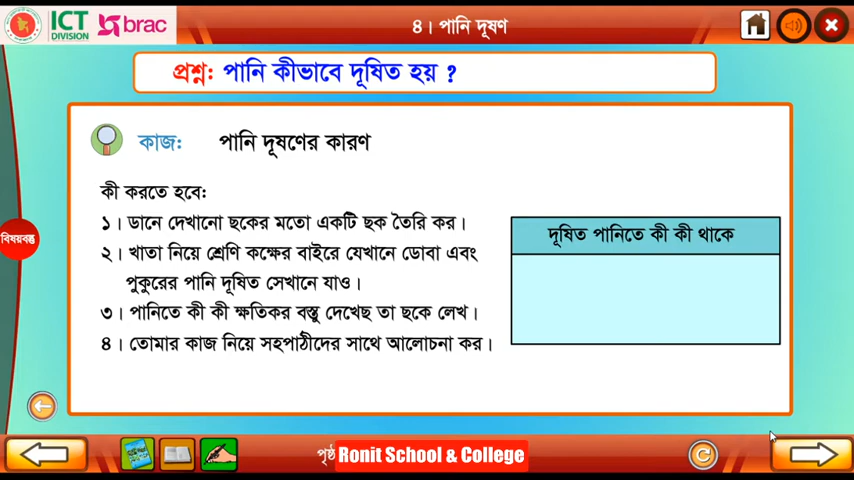 ICT
DIVISION
brac
৪। পানি দূষণ
প্রশ্ন: পানি কীভাবে দূষিত হয় ?
কাজ: পানি দূষণের কারণ
কী করতে হবে:
১। ডানে দেখানো ছকের মতো একটি ছক তৈরি কর।
২। খাতা নিয়ে শ্রেণি কক্ষের বাইরে যেখানে ডোবা এবং
পুকুরের পানি দূষিত সেখানে যাও।
৩। পানিতে কী কী ক্ষতিকর বস্তু দেখেছ তা ছকে লেখ।
৪। তোমার কাজ নিয়ে সহপাঠীদের সাথে আলোচনা কর।
দূষিত পানিতে কী কী থাকে
বিষয়বস্তু
Ronit School & College